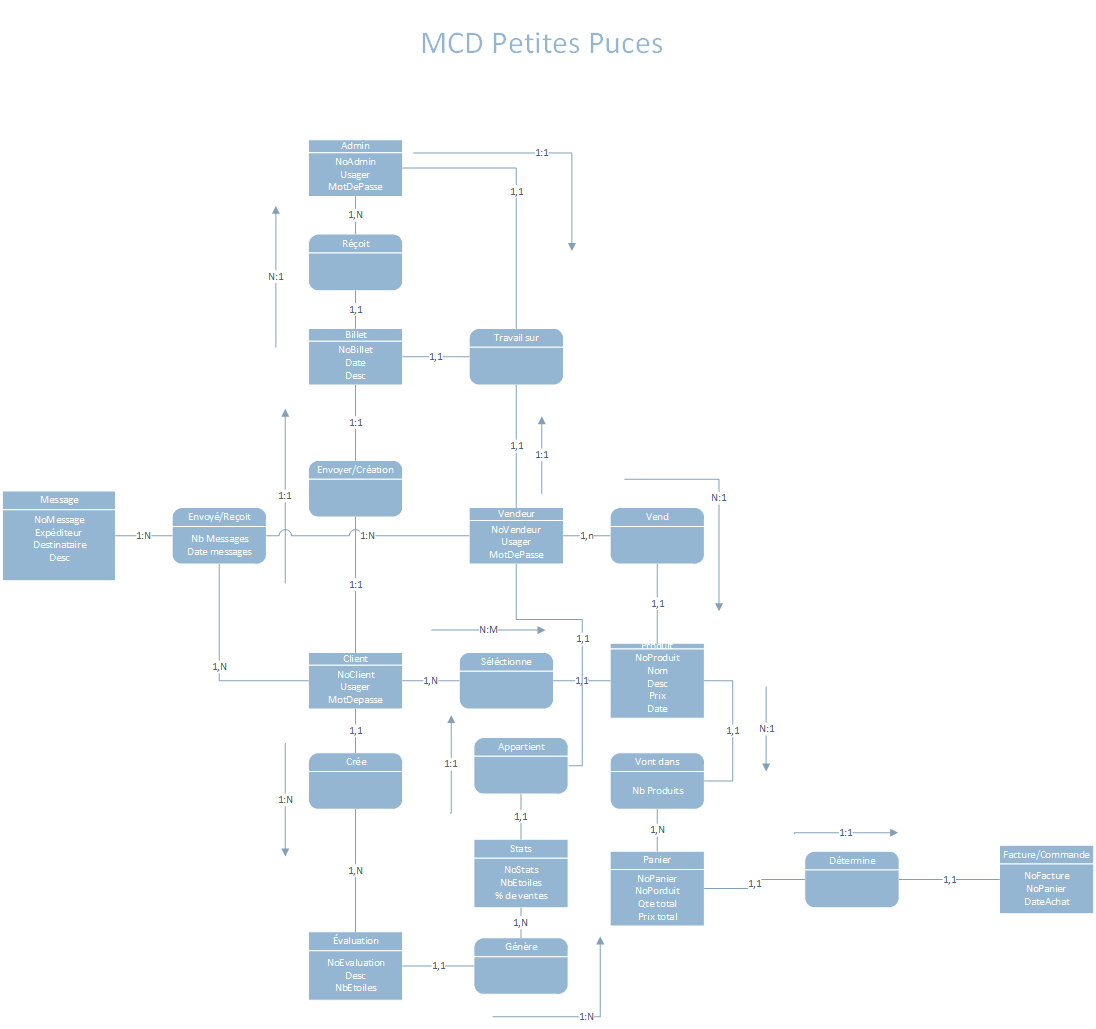 MCD Petites Puces
Admin
NoAdmin
Usager
MotDePasse
1:1
1,1
1,N
Réçoit
N:1
1,1
Billet
NoBillet
Date
Desc
1,1
Travail sur
1:1
1,1
1:1
Envoyer/Création
1:1
N:1
Message
NoMessage
Expéditeur
Destinataire
Desc
1:N
Envoyé/Reçoit
Nb Messages
Date messages
1:N
Vendeur
NoVendeur
Usager
MotDePasse
1,n
Vend
1:1
1,1
N:M
1,1
1,N
Client
NoClient
Usager
MotDepasse
1,N
Séléctionne
1,1
Produit
NoProduit
Nom
Desc
Prix
Date
1,1
N:1
1,1
Crée
1:1
Appartient
Vont dans
Nb Produits
1:N
1,1
1,N
1:1
Stats
NoStats
NbEtoiles
% de ventes
Panier
NoPanier
NoPorduit
Qte total
Prix total
1,1
Détermine
1,1
Facture/Commande
NoFacture
NoPanier
DateAchat
1,N
1,N
Évaluation
NoEvaluation
Desc
NbEtoiles
1,1
Génère
1:N